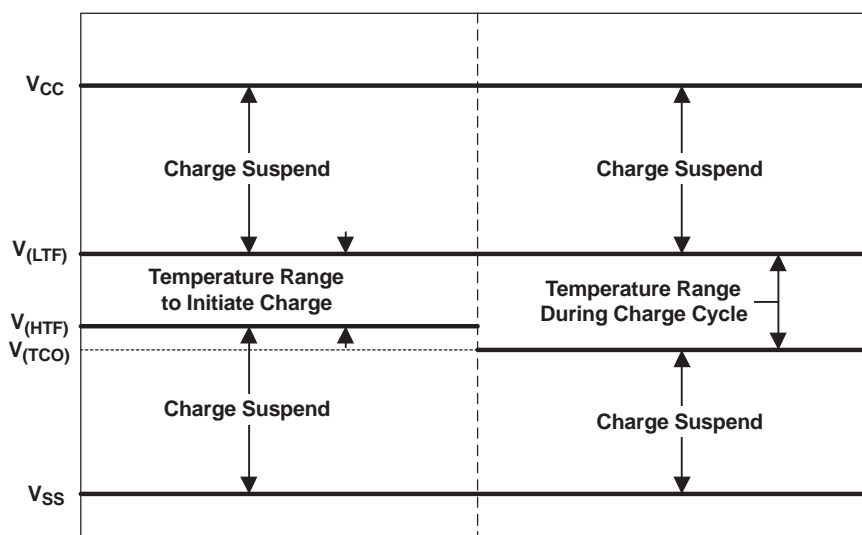 VCC
Charge Suspend
Charge Suspend
V(LTF)
Temperature Range
to Initiate Charge
Temperature Range
During Charge Cycle
V(HTF)
V(TCO)
Charge Suspend
Charge Suspend
VSS